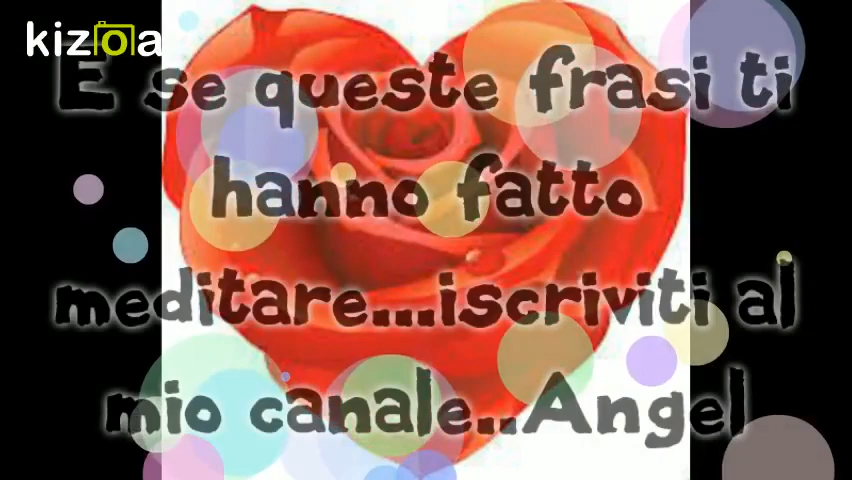 kizoa
E se queste frasi ti
hanno fatto
meditare...iscriviti al
mio canale..Angel